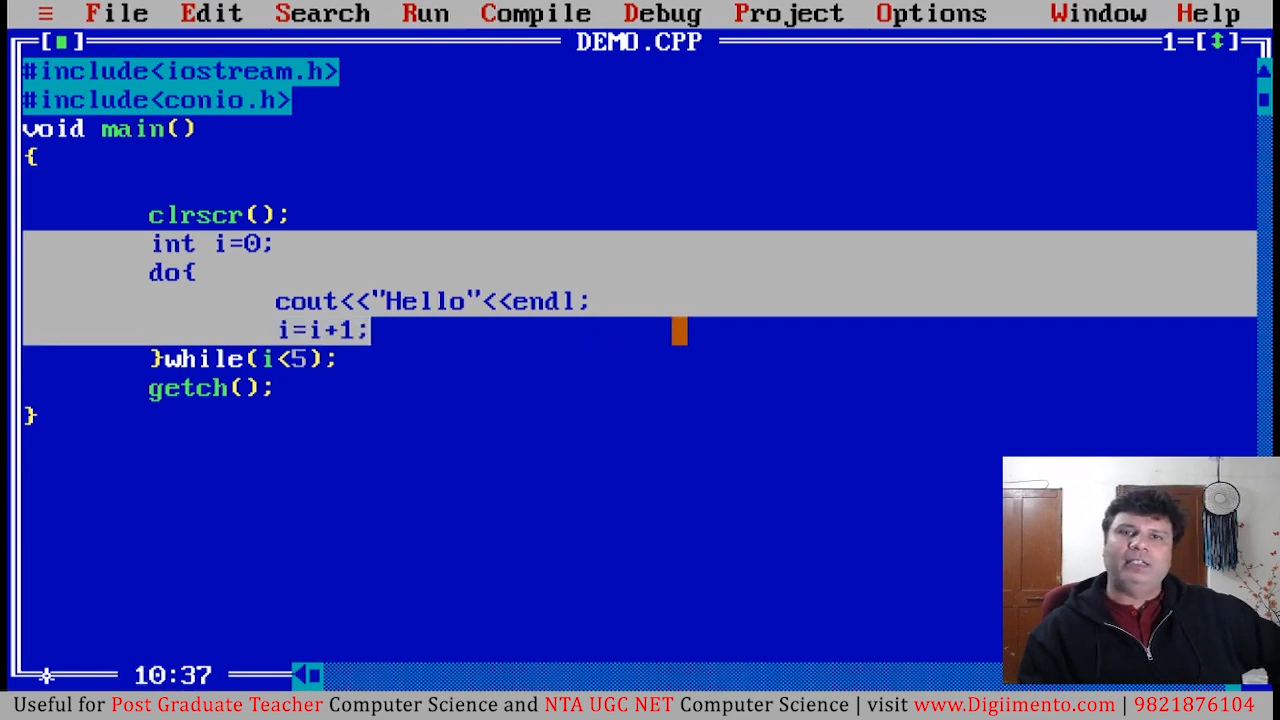 ≡ File Edit Search Run Compile Debug Project Options Window Help
[■] DEMO.CPP 1=[↕]
#include<iostream.h>
#include<conio.h>
void main()
{
clrscr();
int i=0;
do{
cout<<"Hello"<<endl;
i=i+1;
}while(i<5);
getch();
}
10:37
Useful for Post Graduate Teacher Computer Science and NTA UGC NET Computer Science | visit www.Digiimento.com | 9821876104